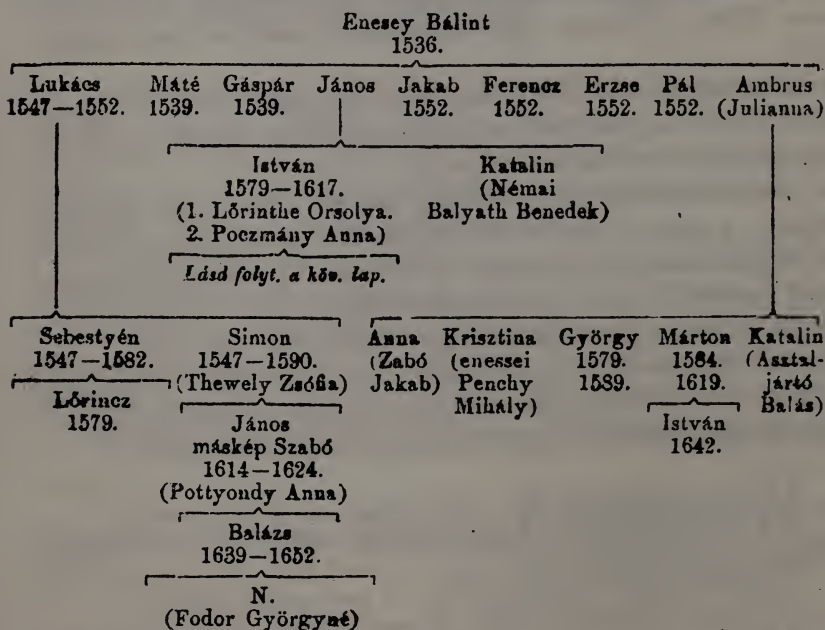 Enesey Bálint
1536.
Lukács Máté Gáspár János Jakab Ferencz Erzse Pál Ambrus
1547—1552. 1539. 1539. 1552. 1552. 1552. 1552. (Julianna)
István Katalin
1579—1617. (Némai
(1. Lőrinthe Orsolya. Balyath Benedek)
2. Poczmány Anna)
Lásd folyt. a köv. lap.
Sebestyén Simon Anna Krisztina György Márton Katalin
1547—1582. 1547—1590. (Zabó (enessei 1579. 1584. (Asztal-
(Thewely Zsófia) Jakab) Penchy 1589. 1619. jártó
Lőrincz Mihály) Balás)
1579. János István
máskép Szabó 1642.
1614—1624.
(Pottyondy Anna)
Balázs
1639—1652.
N.
(Fodor Györgyné)